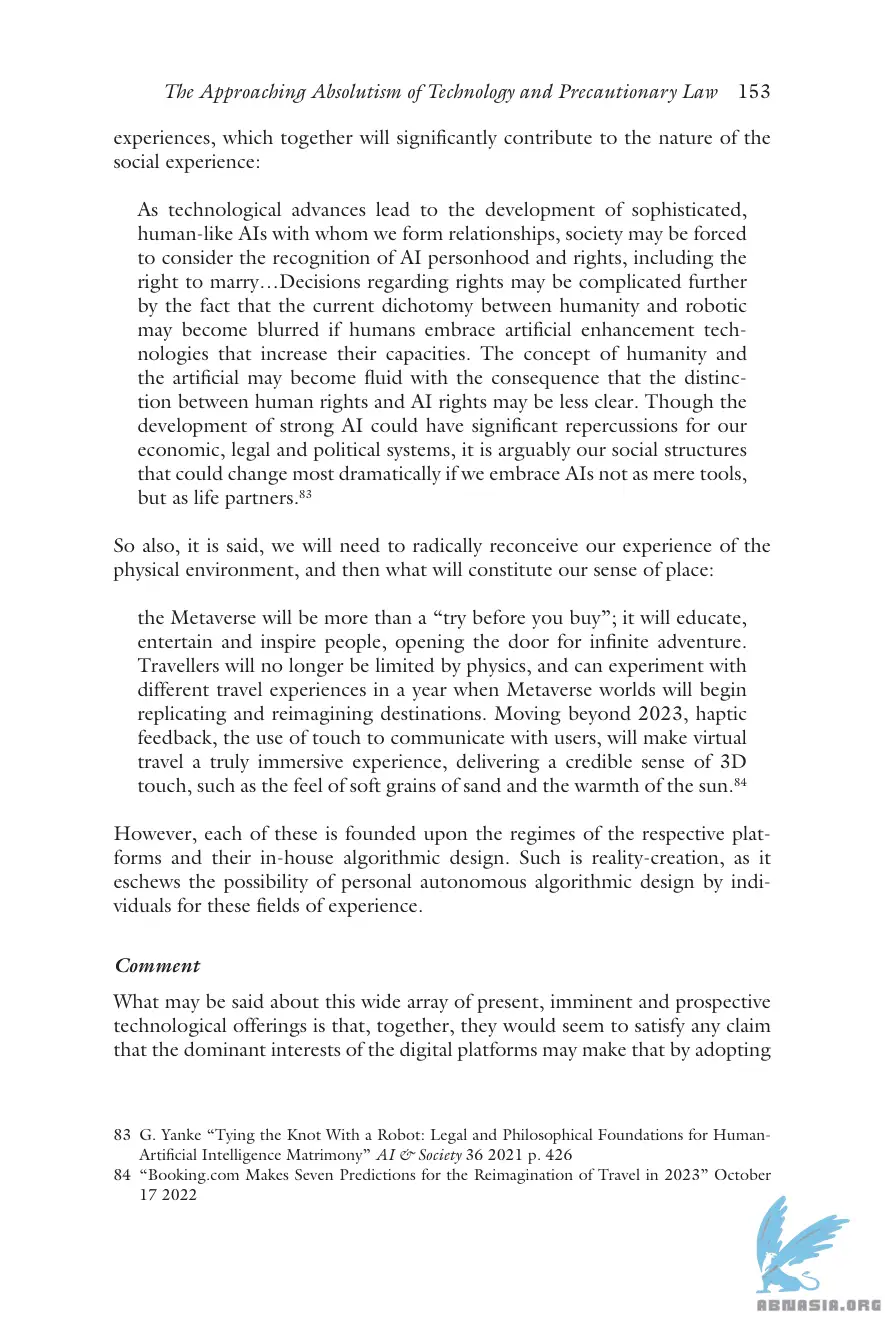 The Approaching Absolutism of Technology and Precautionary Law 153
experiences, which together will significantly contribute to the nature of the
social experience:
As technological advances lead to the development of sophisticated,
human-like AIs with whom we form relationships, society may be forced
to consider the recognition of AI personhood and rights, including the
right to marry…Decisions regarding rights may be complicated further
by the fact that the current dichotomy between humanity and robotic
may become blurred if humans embrace artificial enhancement tech-
nologies that increase their capacities. The concept of humanity and
the artificial may become fluid with the consequence that the distinc-
tion between human rights and AI rights may be less clear. Though the
development of strong AI could have significant repercussions for our
economic, legal and political systems, it is arguably our social structures
that could change most dramatically if we embrace AIs not as mere tools,
but as life partners.83
So also, it is said, we will need to radically reconceive our experience of the
physical environment, and then what will constitute our sense of place:
the Metaverse will be more than a “try before you buy”; it will educate,
entertain and inspire people, opening the door for infinite adventure.
Travellers will no longer be limited by physics, and can experiment with
different travel experiences in a year when Metaverse worlds will begin
replicating and reimagining destinations. Moving beyond 2023, haptic
feedback, the use of touch to communicate with users, will make virtual
travel a truly immersive experience, delivering a credible sense of 3D
touch, such as the feel of soft grains of sand and the warmth of the sun.84
However, each of these is founded upon the regimes of the respective plat-
forms and their in-house algorithmic design. Such is reality-creation, as it
eschews the possibility of personal autonomous algorithmic design by indi-
viduals for these fields of experience.
Comment
What may be said about this wide array of present, imminent and prospective
technological offerings is that, together, they would seem to satisfy any claim
that the dominant interests of the digital platforms may make that by adopting
83 G. Yanke “Tying the Knot With a Robot: Legal and Philosophical Foundations for Human-
Artificial Intelligence Matrimony” AI & Society 36 2021 p. 426
84 “Booking.com Makes Seven Predictions for the Reimagination of Travel in 2023” October
17 2022
ABNASIA.ORG